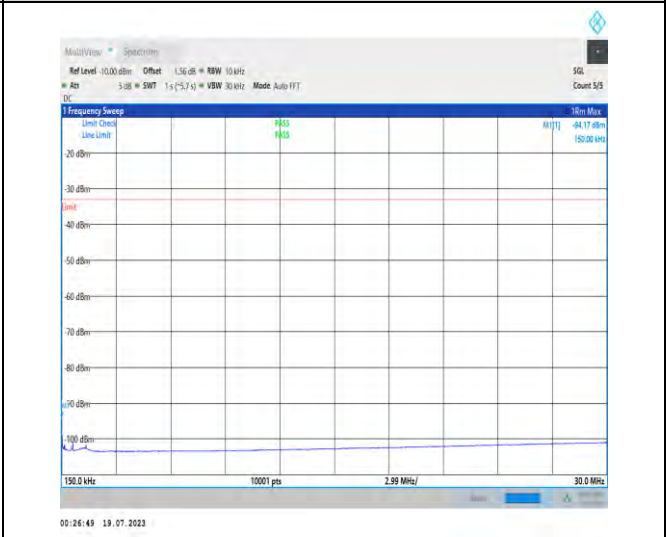 MultiView Spectrum
Ref Level -10.00 dBm Offset 1.56 dB RBW 10 kHz SGL
Att 5 dB SWT 1 s (~5.7 s) VBW 30 kHz Mode Auto FFT Count 5/5
DC
1 Frequency Sweep 1Rm Max
Limit Check PASS M1[1] -94.17 dBm
Line Limit PASS 150.00 kHz
-20 dBm
-30 dBm
Limit
-40 dBm
-50 dBm
-60 dBm
-70 dBm
-80 dBm
-90 dBm
-100 dBm
150.0 kHz 10001 pts 2.99 MHz/ 30.0 MHz
00:26:49 19.07.2023